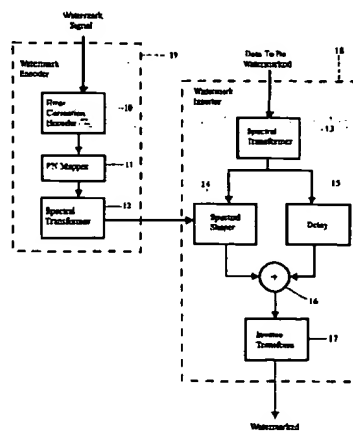 Watermark
Signal
19
Watermark
Encoder
Error
Correction
Encoder
10
PN Mapper
11
Spectral
Transformer
12
Data To Be
Watermarked
18
Watermark
Inserter
Spectral
Transformer
13
14
15
Spectral
Shaper
Delay
+
16
Inverse
Transform
17
Watermarked